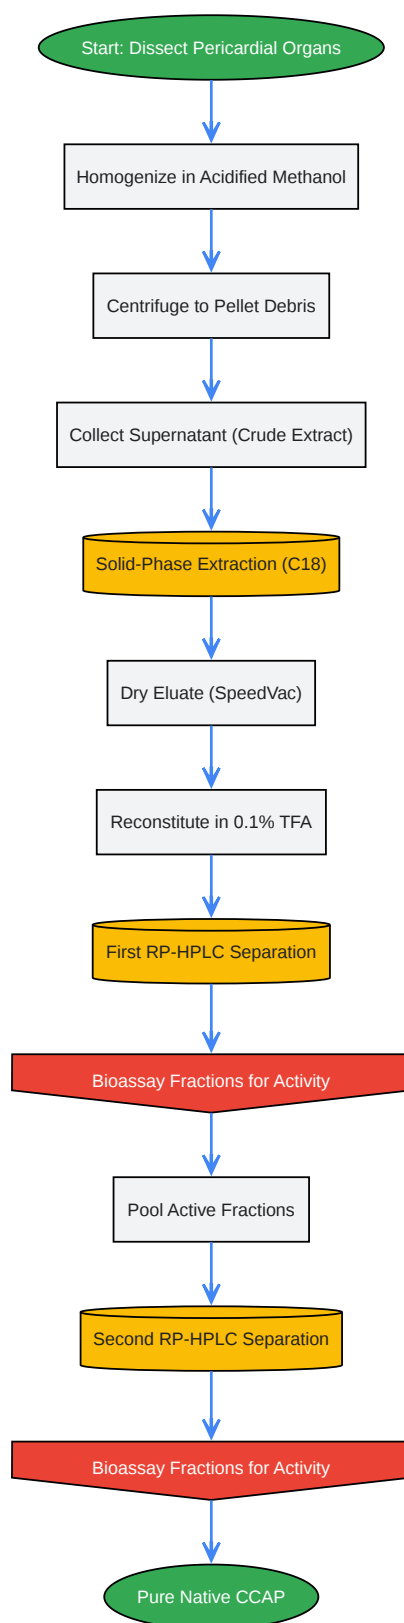 Start: Dissect Pericardial Organs
Homogenize in Acidified Methanol
Centrifuge to Pellet Debris
Collect Supernatant (Crude Extract)
Solid-Phase Extraction (C18)
Dry Eluate (SpeedVac)
Reconstitute in 0.1% TFA
First RP-HPLC Separation
Bioassay Fractions for Activity
Pool Active Fractions
Second RP-HPLC Separation
Bioassay Fractions for Activity
Pure Native CCAP